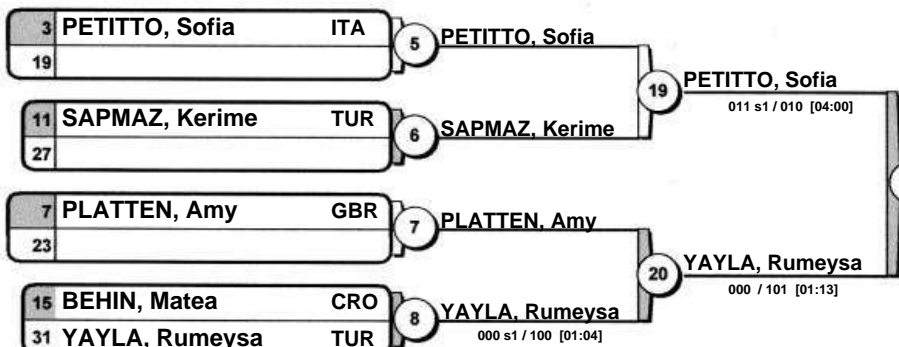 3 PETITTO, Sofia ITA
19
5
PETITTO, Sofia
11 SAPMAZ, Kerime TUR
27
6
SAPMAZ, Kerime
19
PETITTO, Sofia
011 s1 / 010 [04:00]
7 PLATTEN, Amy GBR
23
7
PLATTEN, Amy
15 BEHIN, Matea CRO
31 YAYLA, Rumeysa TUR
8
YAYLA, Rumeysa
000 s1 / 100 [01:04]
20
YAYLA, Rumeysa
000 / 101 [01:13]